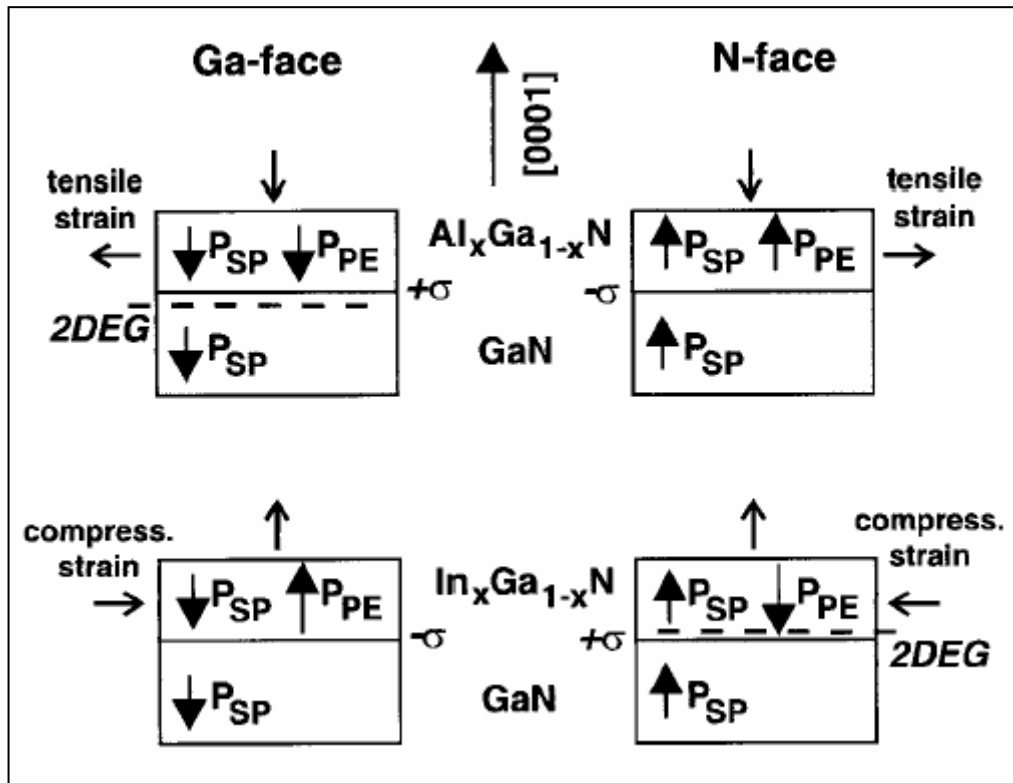 Ga-face
[0001]
N-face
tensile
strain
tensile
strain
P_SP P_PE
Al_xGa_1-xN
P_SP P_PE
+σ
-σ
2DEG
P_SP
GaN
P_SP
compress.
strain
compress.
strain
P_SP P_PE
In_xGa_1-xN
P_SP P_PE
-σ
+σ
2DEG
P_SP
GaN
P_SP